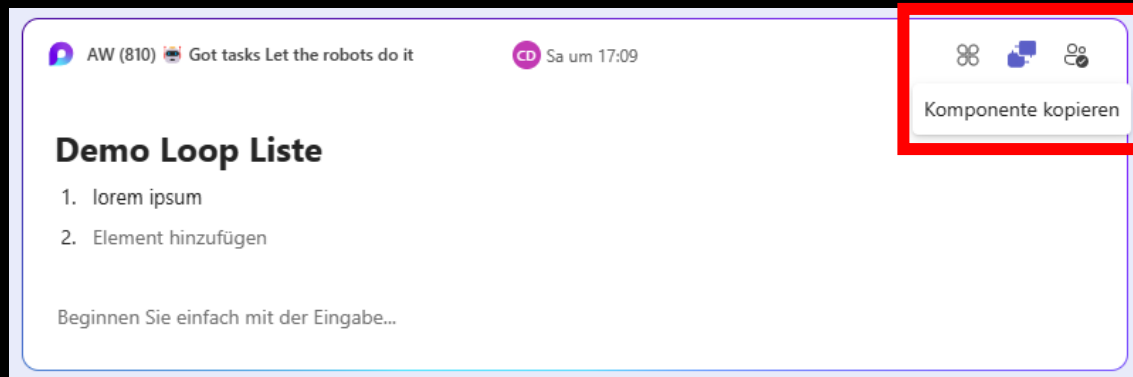 AW (810) 🤖 Got tasks Let the robots do it
CD Sa um 17:09
Komponente kopieren
Demo Loop Liste
1. lorem ipsum
2. Element hinzufügen
Beginnen Sie einfach mit der Eingabe...